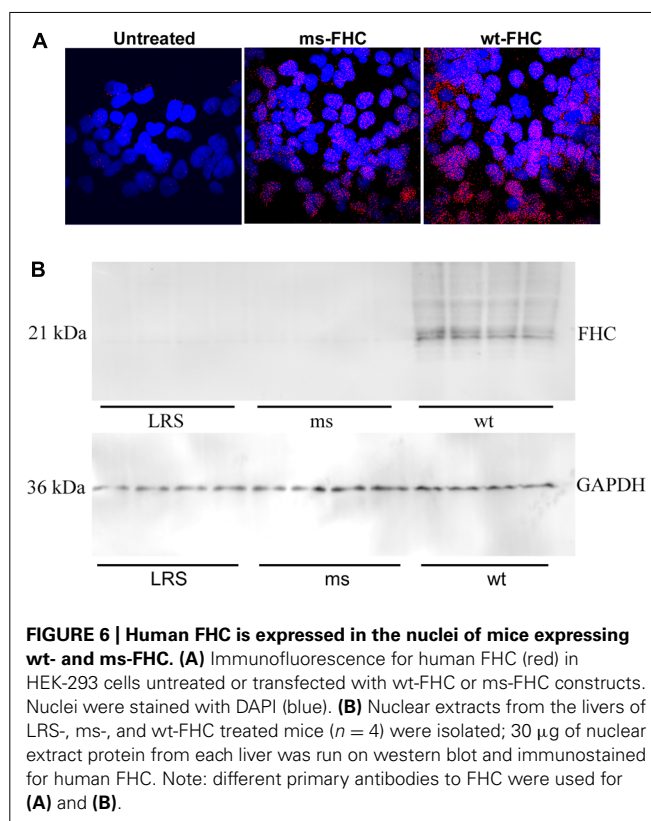 A
Untreated ms-FHC wt-FHC
B
21 kDa FHC
LRS ms wt
36 kDa GAPDH
LRS ms wt
FIGURE 6 | Human FHC is expressed in the nuclei of mice expressing
wt- and ms-FHC. (A) Immunofluorescence for human FHC (red) in
HEK-293 cells untreated or transfected with wt-FHC or ms-FHC constructs.
Nuclei were stained with DAPI (blue). (B) Nuclear extracts from the livers of
LRS-, ms-, and wt-FHC treated mice (n = 4) were isolated; 30 μg of nuclear
extract protein from each liver was run on western blot and immunostained
for human FHC. Note: different primary antibodies to FHC were used for
(A) and (B).